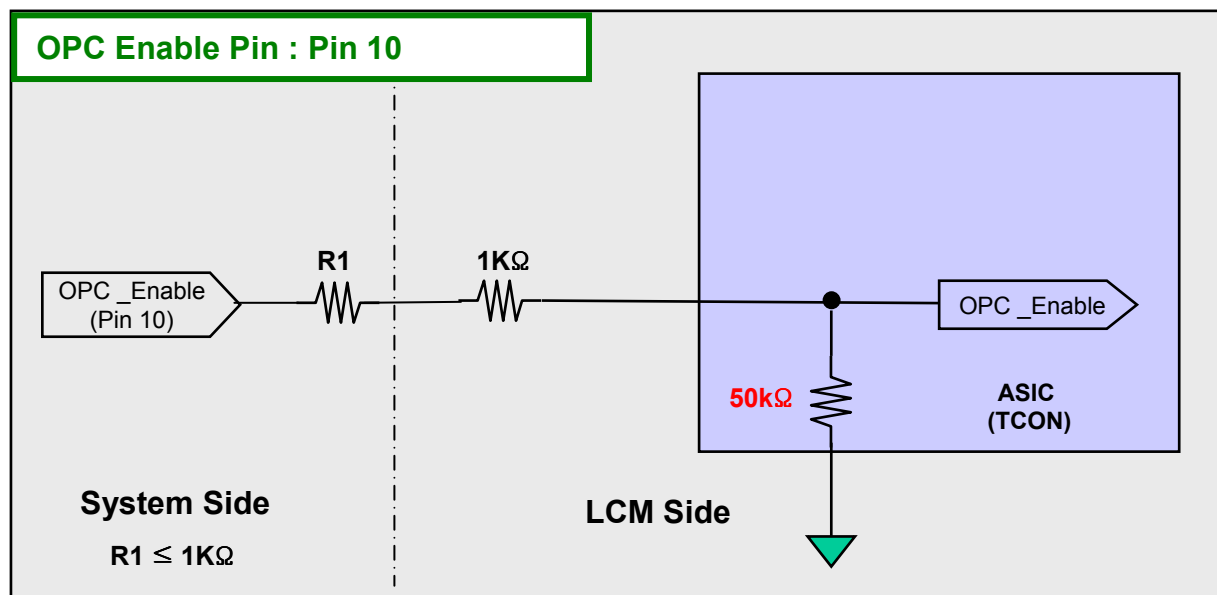 OPC Enable Pin : Pin 10
R1
1KΩ
OPC _Enable
(Pin 10)
OPC _Enable
50kΩ
ASIC
(TCON)
System Side
LCM Side
R1 ≤ 1KΩ